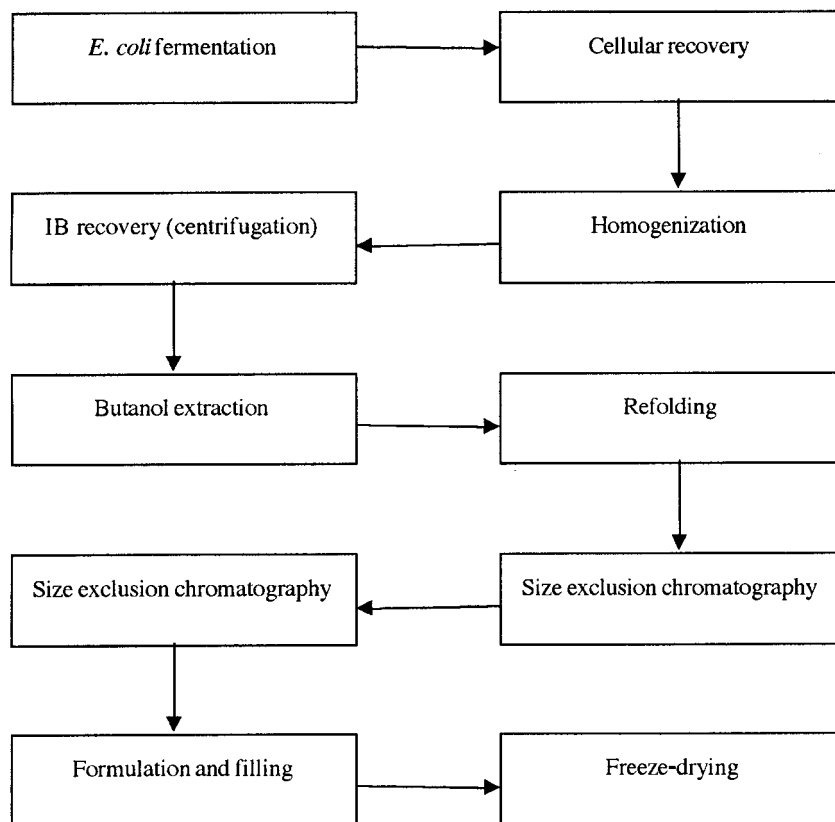 E. coli fermentation
Cellular recovery
IB recovery (centrifugation)
Homogenization
Butanol extraction
Refolding
Size exclusion chromatography
Size exclusion chromatography
Formulation and filling
Freeze-drying